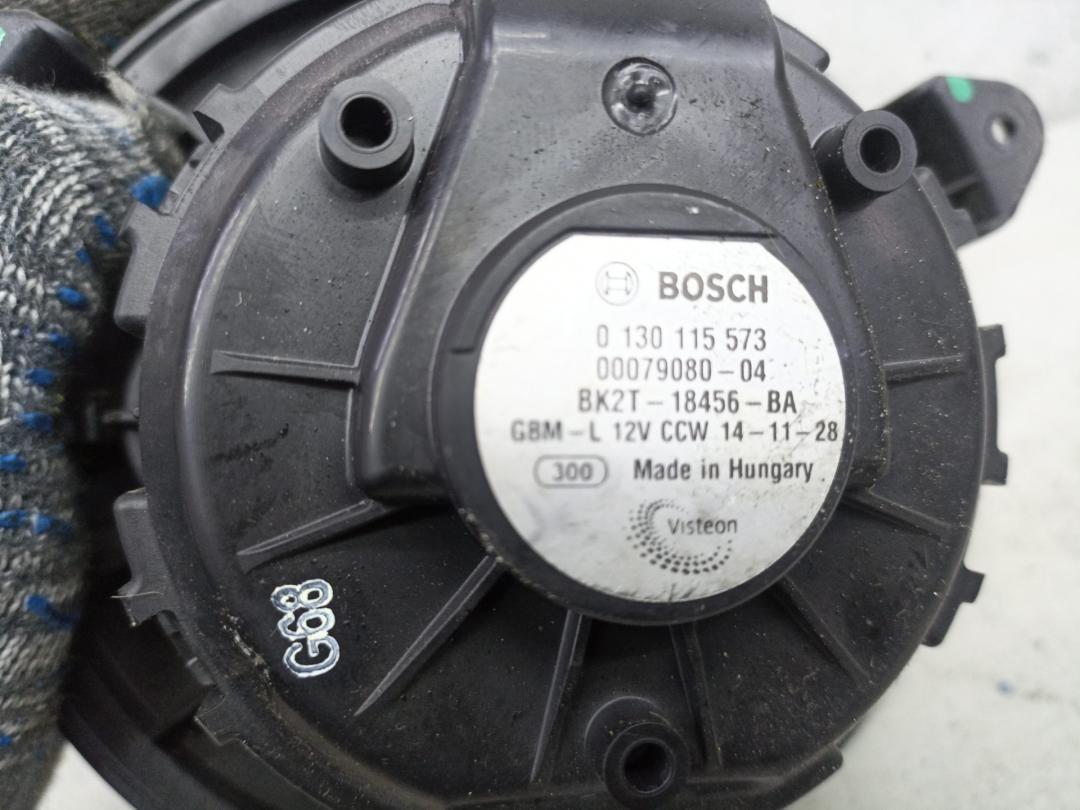 BOSCH
0 130 115 573
00079080-04
BK2T-18456-BA
GBM-L 12V CCW 14-11-28
300 Made in Hungary
Visteon
G68